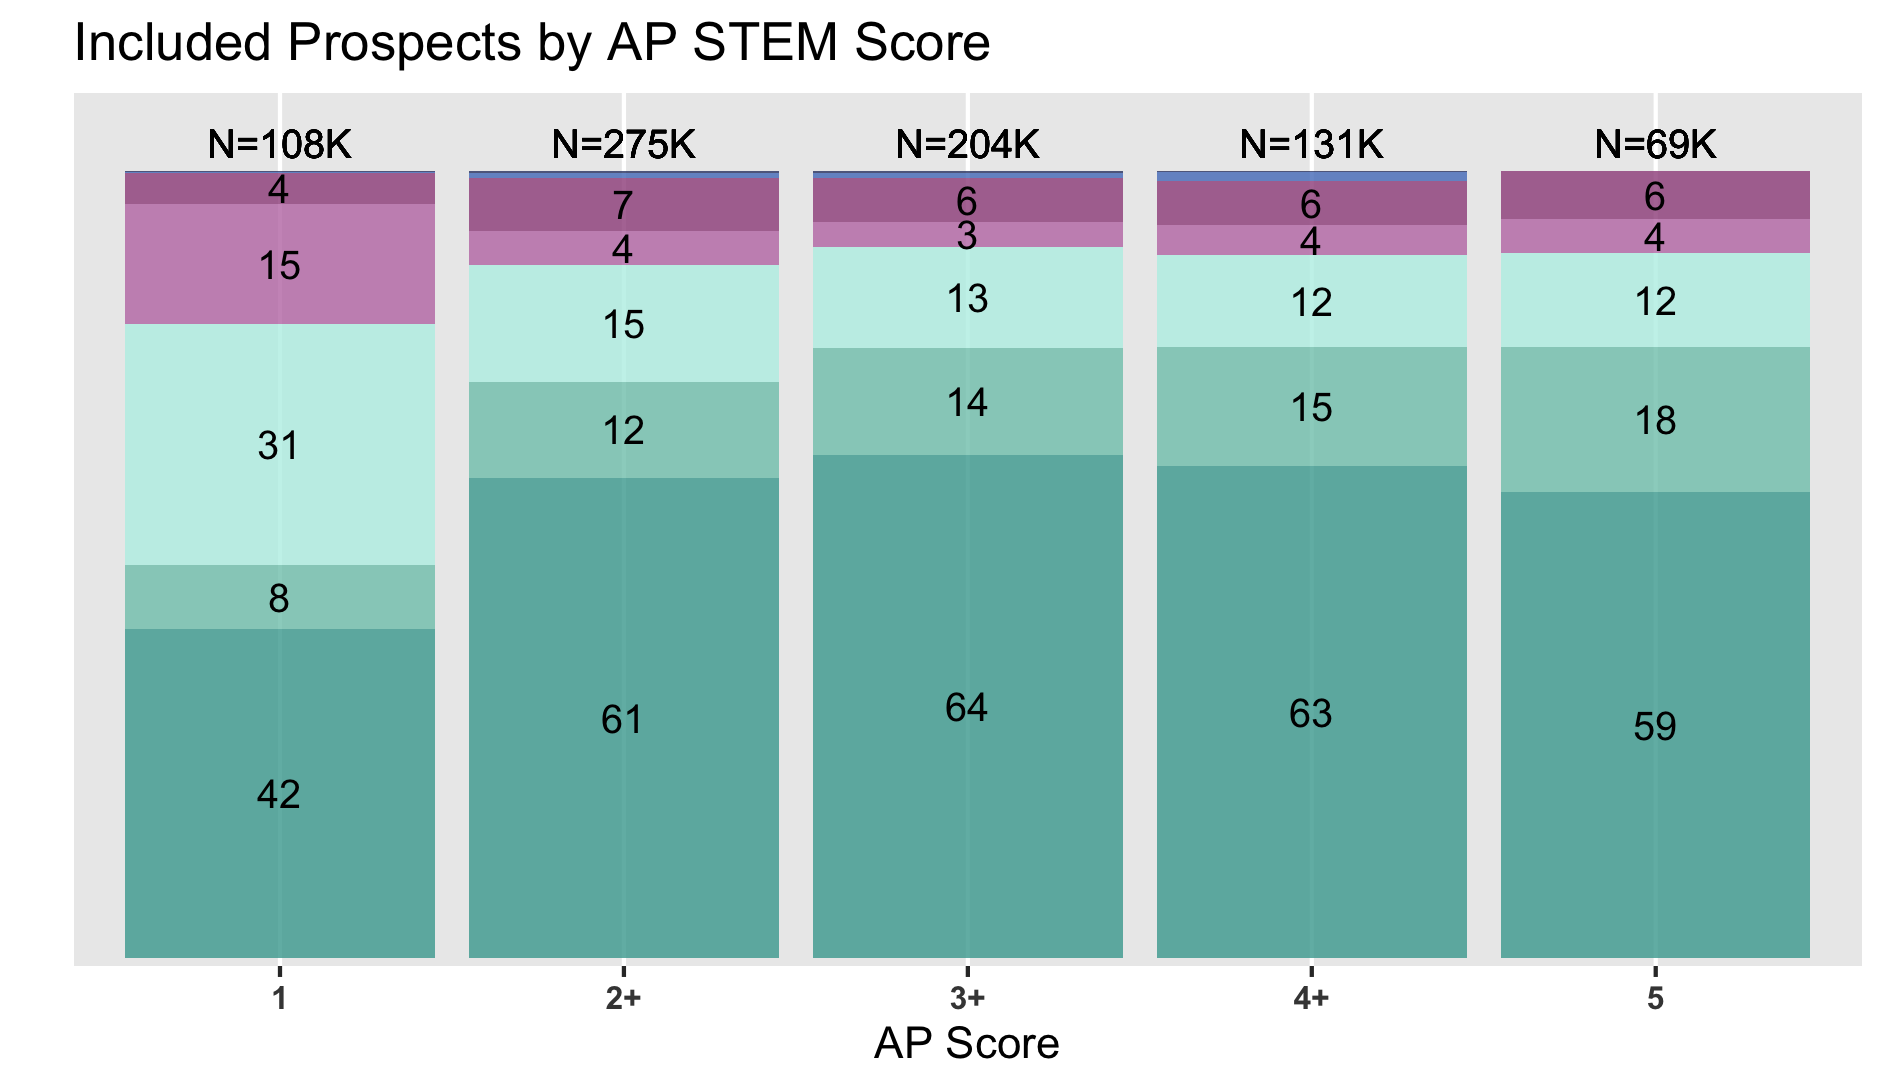 Included Prospects by AP STEM Score
N=108K N=275K N=204K N=131K N=69K
4 7 6 6 6
15 4 3 4 4
31 15 13 12 12
8 12 14 15 18
42 61 64 63 59
1 2+ 3+ 4+ 5
AP Score